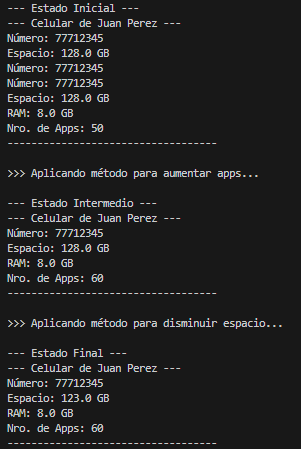 --- Estado Inicial ---
--- Celular de Juan Perez ---
Número: 77712345
Espacio: 128.0 GB
Número: 77712345
Número: 77712345
Espacio: 128.0 GB
RAM: 8.0 GB
Nro. de Apps: 50
-----------------------------------
>>> Aplicando método para aumentar apps...
--- Estado Intermedio ---
--- Celular de Juan Perez ---
Número: 77712345
Espacio: 128.0 GB
RAM: 8.0 GB
Nro. de Apps: 60
-----------------------------------
>>> Aplicando método para disminuir espacio...
--- Estado Final ---
--- Celular de Juan Perez ---
Número: 77712345
Espacio: 123.0 GB
RAM: 8.0 GB
Nro. de Apps: 60
-----------------------------------